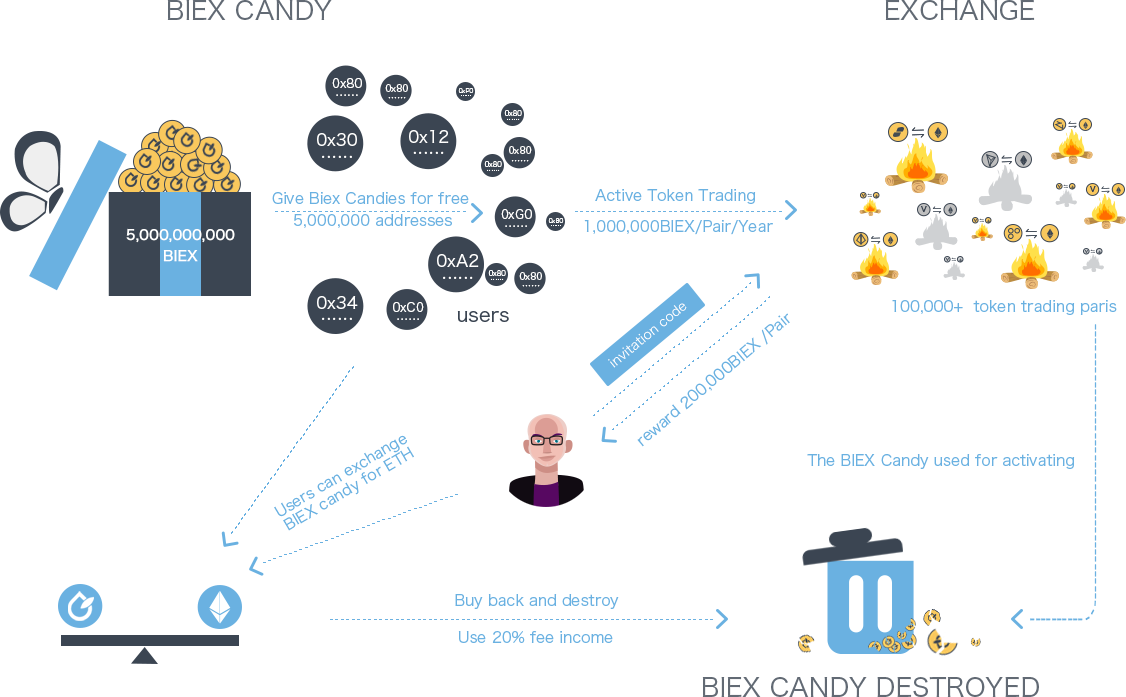 BIEX CANDY
EXCHANGE
0x80
0x80
0x80
0x30
0x12
0x80
0x80
5,000,000,000
BIEX
Give Biex Candies for free
5,000,000 addresses
0xG0
0x80
Active Token Trading
1,000,000BIEX/Pair/Year
0xA2
0x80
0x80
0x34
0xC0
users
100,000+ token trading paris
invitation code
reward 200,000BIEX /Pair
Users can exchange
BIEX candy for ETH
The BIEX Candy used for activating
Buy back and destroy
Use 20% fee income
BIEX CANDY DESTROYED